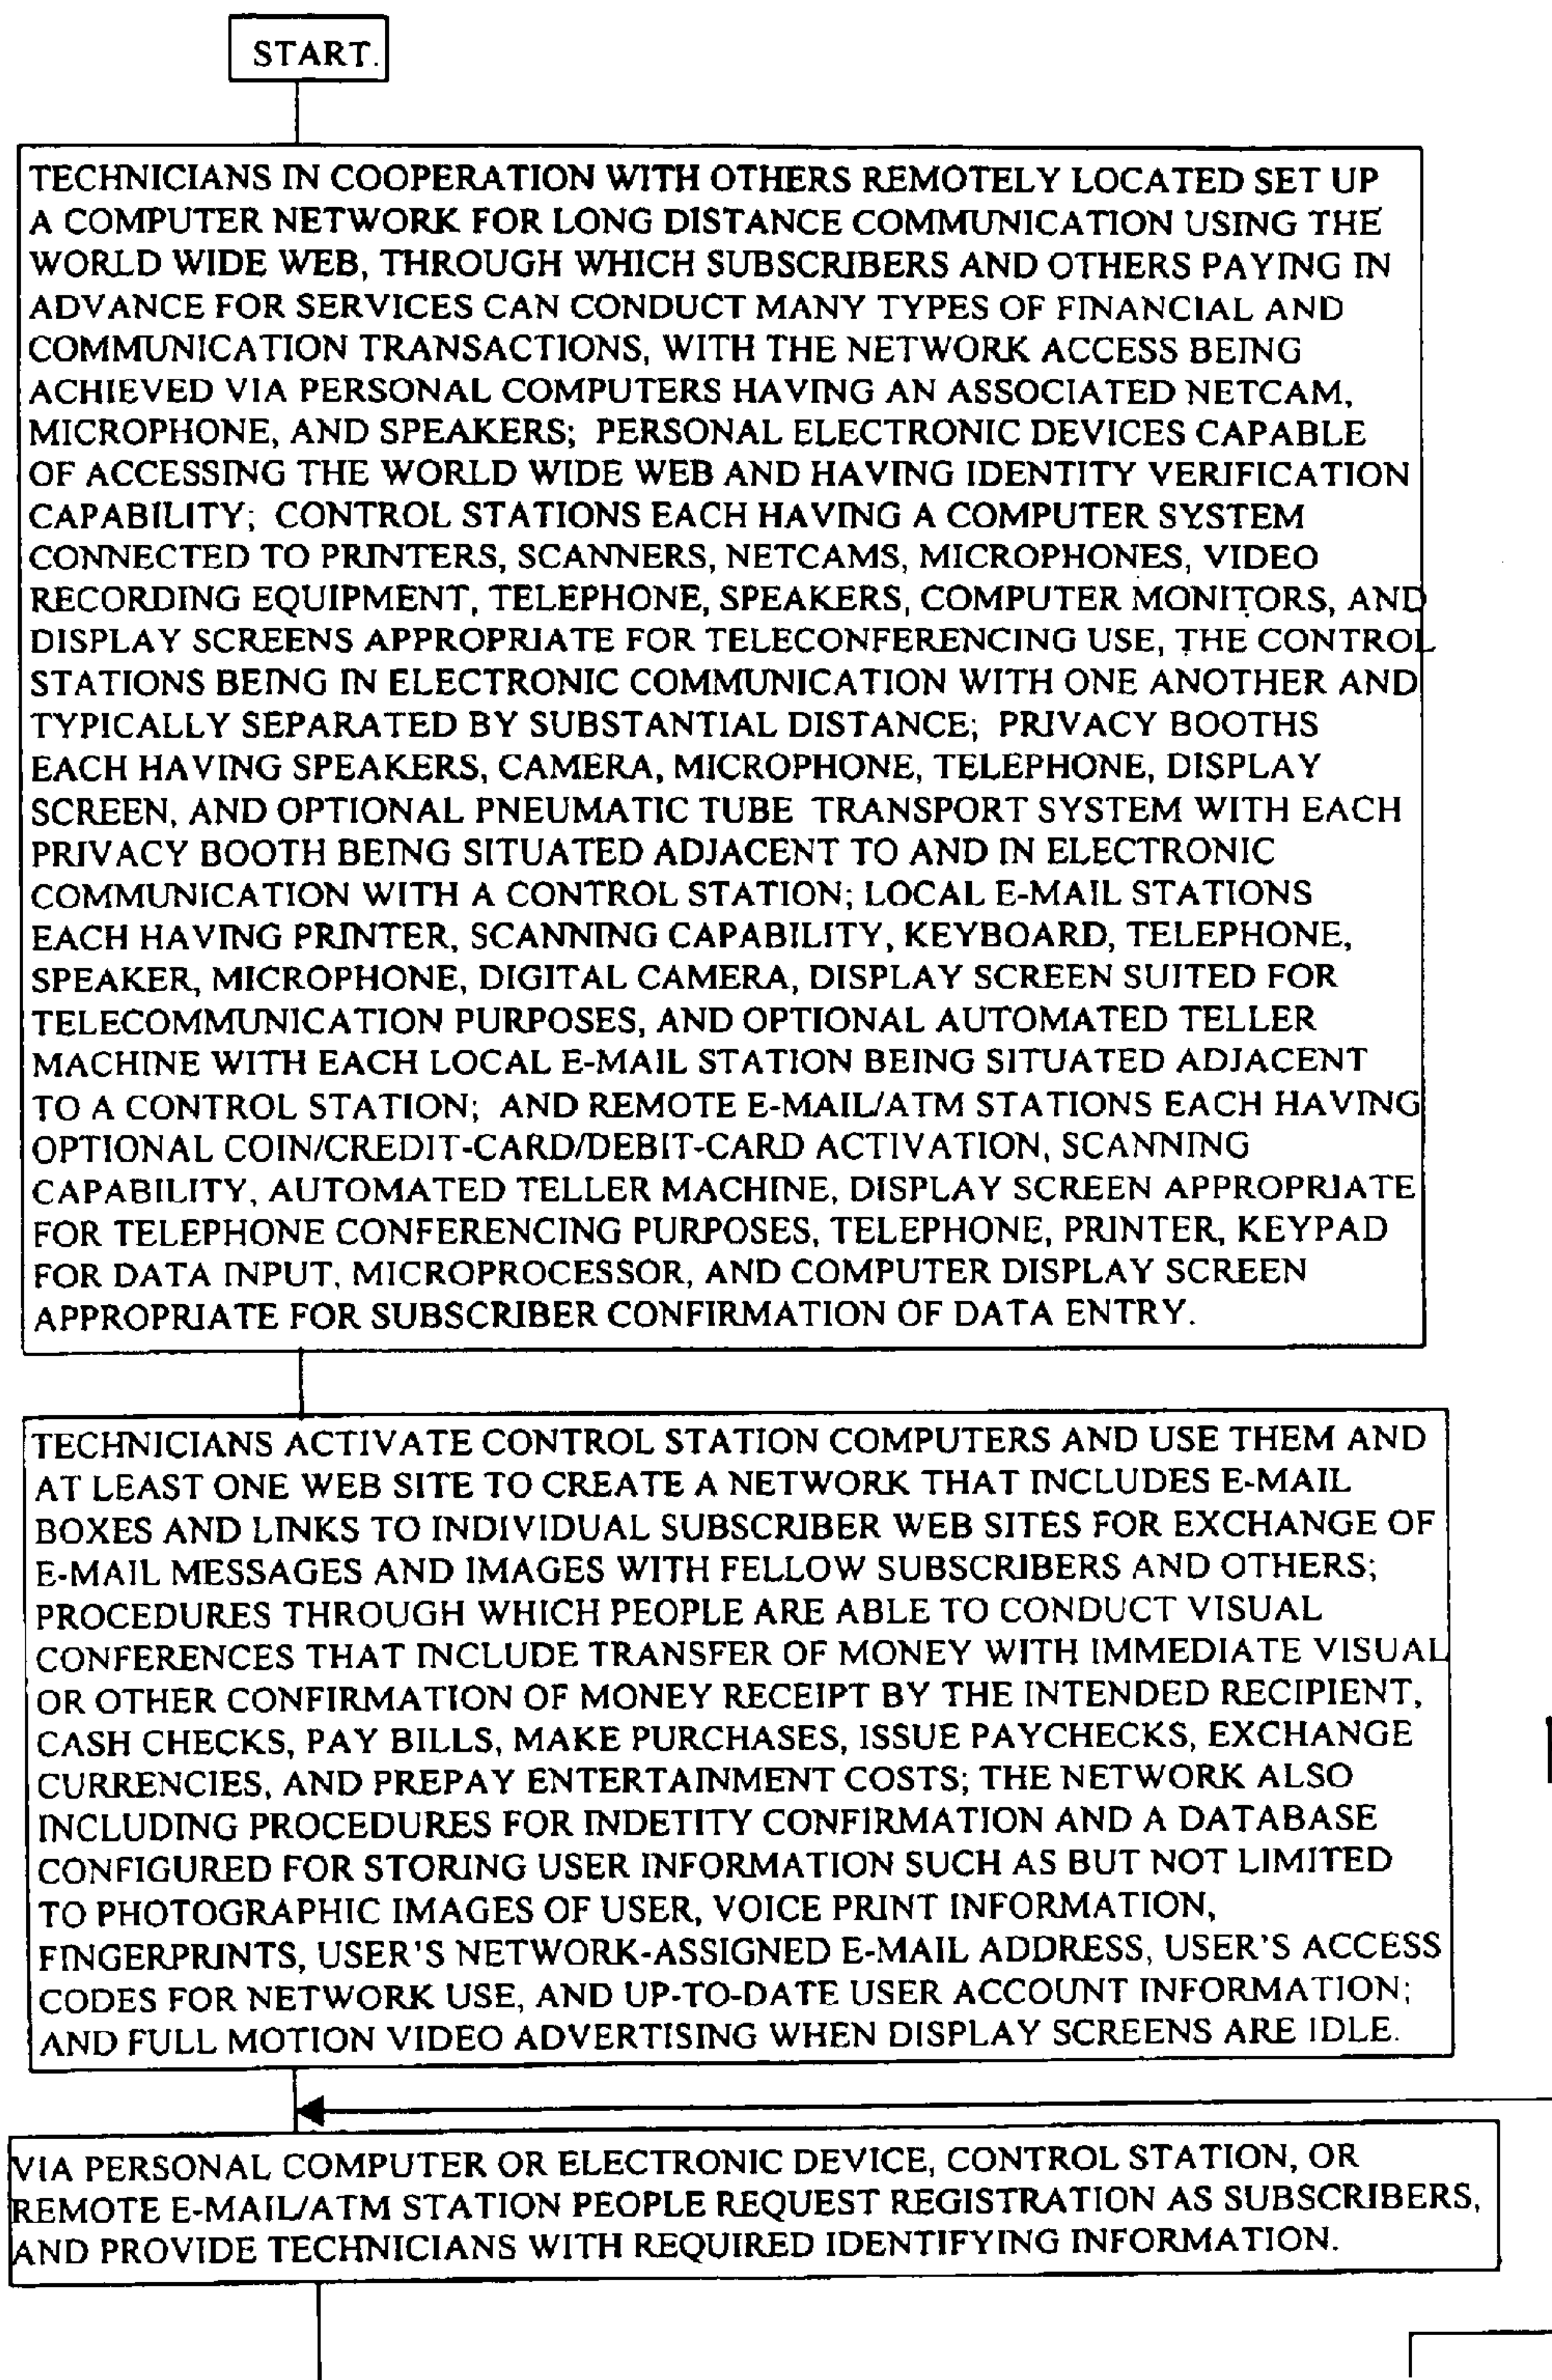 START.
TECHNICIANS IN COOPERATION WITH OTHERS REMOTELY LOCATED SET UP
A COMPUTER NETWORK FOR LONG DISTANCE COMMUNICATION USING THE
WORLD WIDE WEB, THROUGH WHICH SUBSCRIBERS AND OTHERS PAYING IN
ADVANCE FOR SERVICES CAN CONDUCT MANY TYPES OF FINANCIAL AND
COMMUNICATION TRANSACTIONS, WITH THE NETWORK ACCESS BEING
ACHIEVED VIA PERSONAL COMPUTERS HAVING AN ASSOCIATED NETCAM,
MICROPHONE, AND SPEAKERS; PERSONAL ELECTRONIC DEVICES CAPABLE
OF ACCESSING THE WORLD WIDE WEB AND HAVING IDENTITY VERIFICATION
CAPABILITY; CONTROL STATIONS EACH HAVING A COMPUTER SYSTEM
CONNECTED TO PRINTERS, SCANNERS, NETCAMS, MICROPHONES, VIDEO
RECORDING EQUIPMENT, TELEPHONE, SPEAKERS, COMPUTER MONITORS, AND
DISPLAY SCREENS APPROPRIATE FOR TELECONFERENCING USE, THE CONTROL
STATIONS BEING IN ELECTRONIC COMMUNICATION WITH ONE ANOTHER AND
TYPICALLY SEPARATED BY SUBSTANTIAL DISTANCE; PRIVACY BOOTHS
EACH HAVING SPEAKERS, CAMERA, MICROPHONE, TELEPHONE, DISPLAY
SCREEN, AND OPTIONAL PNEUMATIC TUBE TRANSPORT SYSTEM WITH EACH
PRIVACY BOOTH BEING SITUATED ADJACENT TO AND IN ELECTRONIC
COMMUNICATION WITH A CONTROL STATION; LOCAL E-MAIL STATIONS
EACH HAVING PRINTER, SCANNING CAPABILITY, KEYBOARD, TELEPHONE,
SPEAKER, MICROPHONE, DIGITAL CAMERA, DISPLAY SCREEN SUITED FOR
TELECOMMUNICATION PURPOSES, AND OPTIONAL AUTOMATED TELLER
MACHINE WITH EACH LOCAL E-MAIL STATION BEING SITUATED ADJACENT
TO A CONTROL STATION; AND REMOTE E-MAIL/ATM STATIONS EACH HAVING
OPTIONAL COIN/CREDIT-CARD/DEBIT-CARD ACTIVATION, SCANNING
CAPABILITY, AUTOMATED TELLER MACHINE, DISPLAY SCREEN APPROPRIATE
FOR TELEPHONE CONFERENCING PURPOSES, TELEPHONE, PRINTER, KEYPAD
FOR DATA INPUT, MICROPROCESSOR, AND COMPUTER DISPLAY SCREEN
APPROPRIATE FOR SUBSCRIBER CONFIRMATION OF DATA ENTRY.
TECHNICIANS ACTIVATE CONTROL STATION COMPUTERS AND USE THEM AND
AT LEAST ONE WEB SITE TO CREATE A NETWORK THAT INCLUDES E-MAIL
BOXES AND LINKS TO INDIVIDUAL SUBSCRIBER WEB SITES FOR EXCHANGE OF
E-MAIL MESSAGES AND IMAGES WITH FELLOW SUBSCRIBERS AND OTHERS;
PROCEDURES THROUGH WHICH PEOPLE ARE ABLE TO CONDUCT VISUAL
CONFERENCES THAT INCLUDE TRANSFER OF MONEY WITH IMMEDIATE VISUAL
OR OTHER CONFIRMATION OF MONEY RECEIPT BY THE INTENDED RECIPIENT,
CASH CHECKS, PAY BILLS, MAKE PURCHASES, ISSUE PAYCHECKS, EXCHANGE
CURRENCIES, AND PREPAY ENTERTAINMENT COSTS; THE NETWORK ALSO
INCLUDING PROCEDURES FOR INDETITY CONFIRMATION AND A DATABASE
CONFIGURED FOR STORING USER INFORMATION SUCH AS BUT NOT LIMITED
TO PHOTOGRAPHIC IMAGES OF USER, VOICE PRINT INFORMATION,
FINGERPRINTS, USER'S NETWORK-ASSIGNED E-MAIL ADDRESS, USER'S ACCESS
CODES FOR NETWORK USE, AND UP-TO-DATE USER ACCOUNT INFORMATION;
AND FULL MOTION VIDEO ADVERTISING WHEN DISPLAY SCREENS ARE IDLE.
VIA PERSONAL COMPUTER OR ELECTRONIC DEVICE, CONTROL STATION, OR
REMOTE E-MAIL/ATM STATION PEOPLE REQUEST REGISTRATION AS SUBSCRIBERS,
AND PROVIDE TECHNICIANS WITH REQUIRED IDENTIFYING INFORMATION.